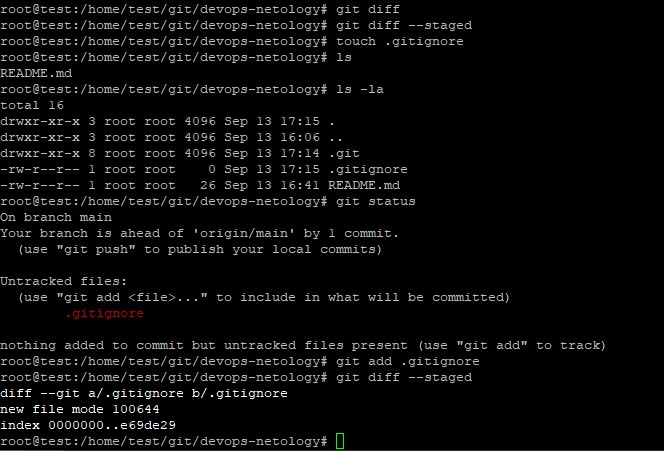 root@test:/home/test/git/devops-netology# git diff
root@test:/home/test/git/devops-netology# git diff --staged
root@test:/home/test/git/devops-netology# touch .gitignore
root@test:/home/test/git/devops-netology# ls
README.md
root@test:/home/test/git/devops-netology# ls -la
total 16
drwxr-xr-x 3 root root 4096 Sep 13 17:15 .
drwxr-xr-x 3 root root 4096 Sep 13 16:06 ..
drwxr-xr-x 8 root root 4096 Sep 13 17:14 .git
-rw-r--r-- 1 root root    0 Sep 13 17:15 .gitignore
-rw-r--r-- 1 root root   26 Sep 13 16:41 README.md
root@test:/home/test/git/devops-netology# git status
On branch main
Your branch is ahead of 'origin/main' by 1 commit.
  (use "git push" to publish your local commits)

Untracked files:
  (use "git add <file>..." to include in what will be committed)
        .gitignore

nothing added to commit but untracked files present (use "git add" to track)
root@test:/home/test/git/devops-netology# git add .gitignore
root@test:/home/test/git/devops-netology# git diff --staged
diff --git a/.gitignore b/.gitignore
new file mode 100644
index 0000000..e69de29
root@test:/home/test/git/devops-netology#